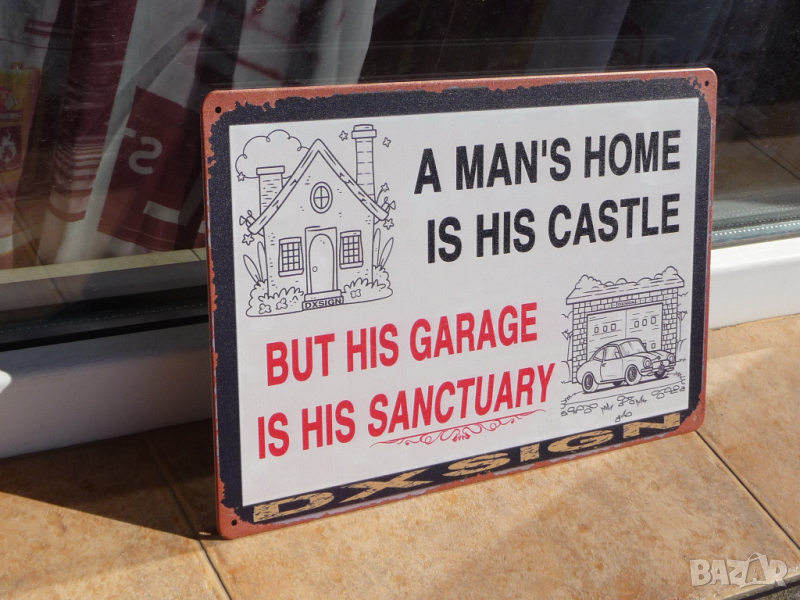 A MAN'S HOME
IS HIS CASTLE
DXSIGN
BUT HIS GARAGE
IS HIS SANCTUARY
DXSIGN
BAZAR